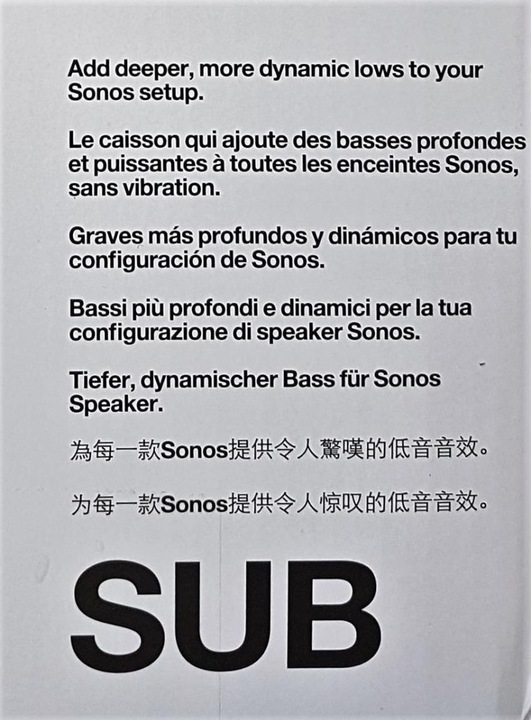 Add deeper, more dynamic lows to your
Sonos setup.
Le caisson qui ajoute des basses profondes
et puissantes à toutes les enceintes Sonos,
sans vibration.
Graves más profundos y dinámicos para tu
configuración de Sonos.
Bassi più profondi e dinamici per la tua
configurazione di speaker Sonos.
Tiefer, dynamischer Bass für Sonos
Speaker.
為每一款Sonos提供令人驚嘆的低音音效。
为每一款Sonos提供令人惊叹的低音音效。
SUB